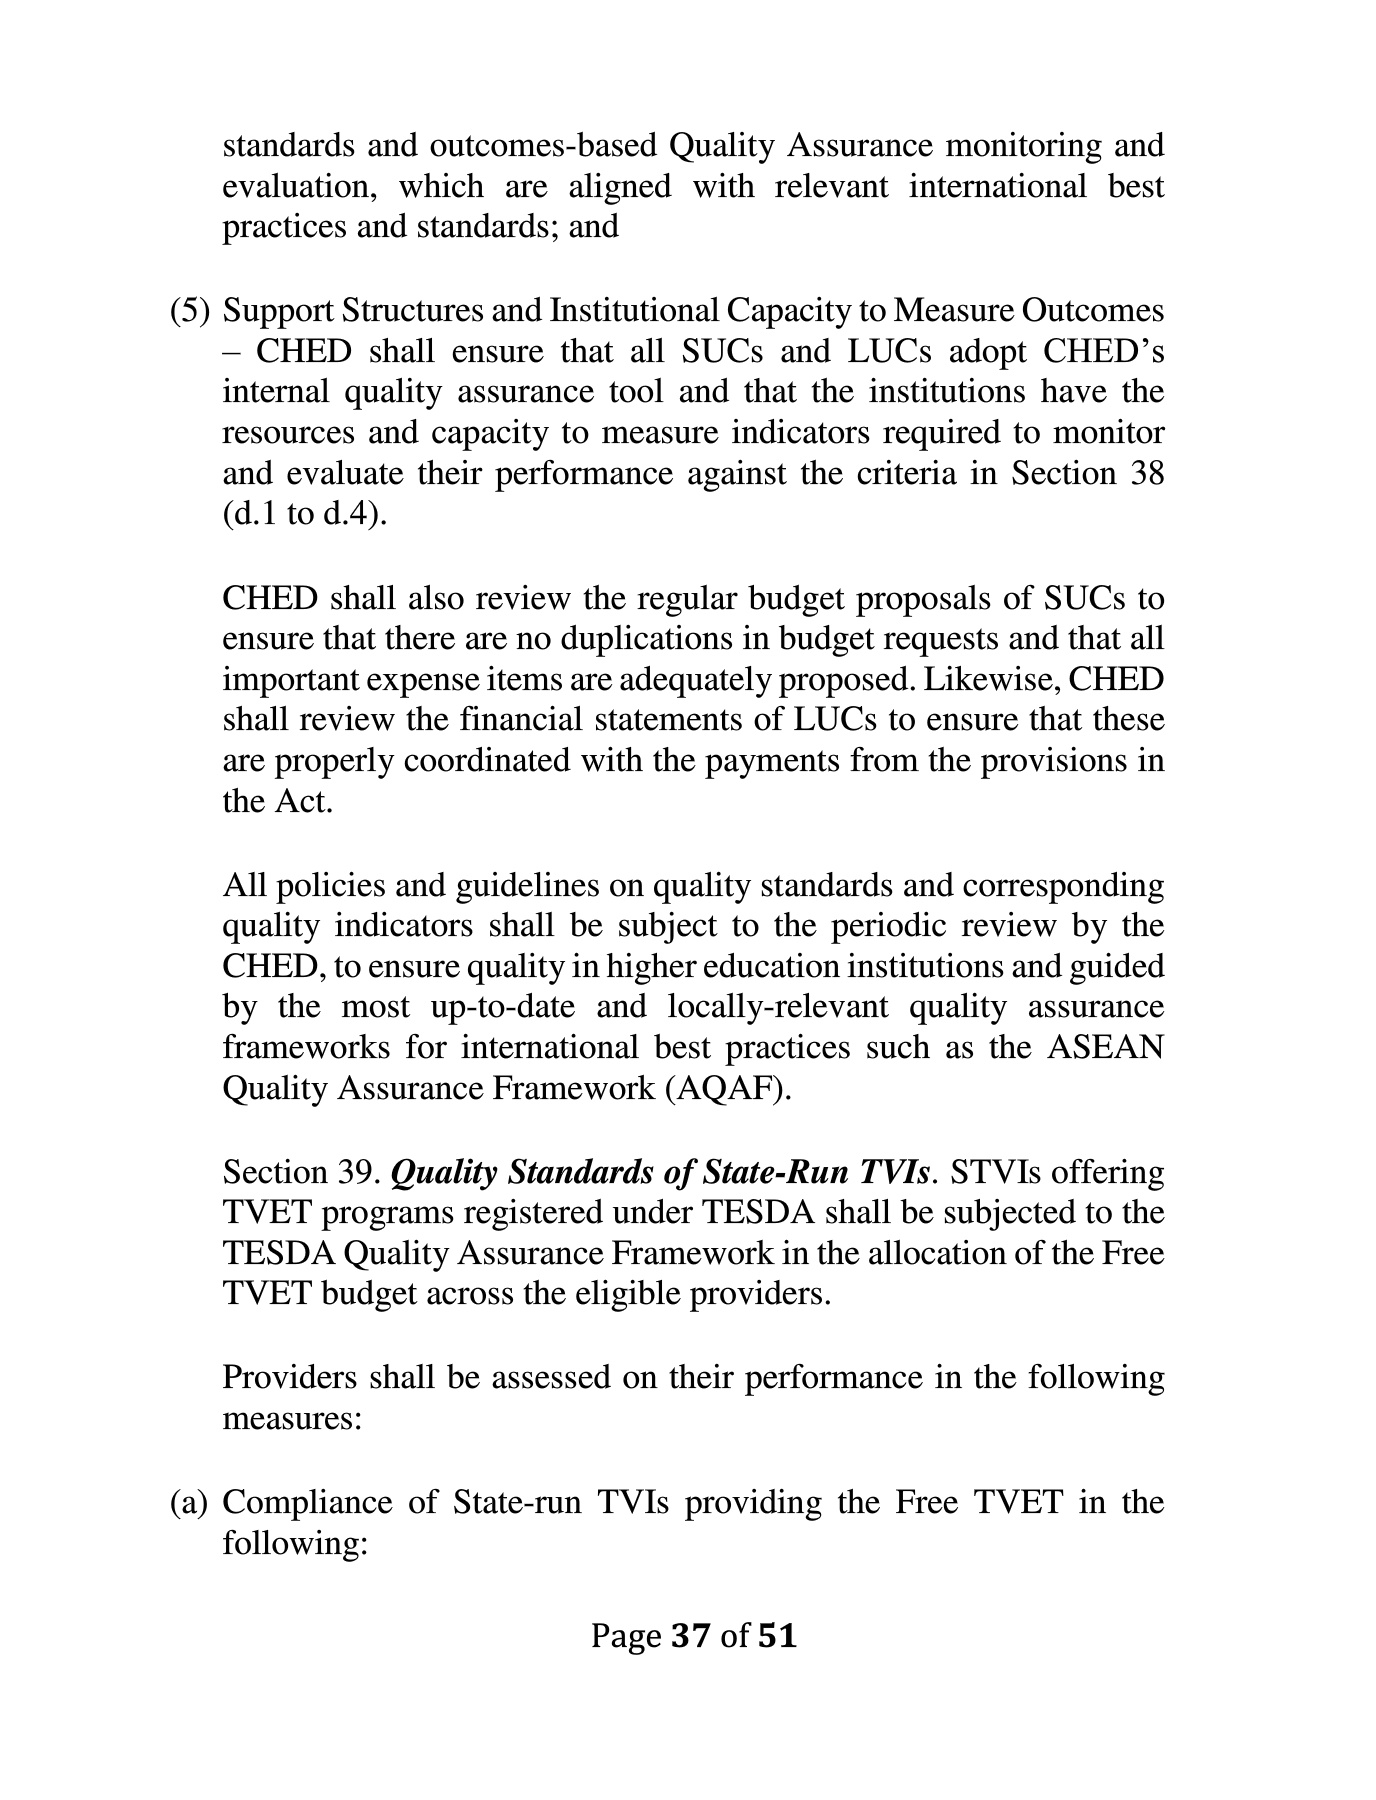 standards and outcomes-based Quality Assurance monitoring and
evaluation, which are aligned with relevant international best
practices and standards; and
(5) Support Structures and Institutional Capacity to Measure Outcomes
– CHED shall ensure that all SUCs and LUCs adopt CHED’s
internal quality assurance tool and that the institutions have the
resources and capacity to measure indicators required to monitor
and evaluate their performance against the criteria in Section 38
(d.1 to d.4).
CHED shall also review the regular budget proposals of SUCs to
ensure that there are no duplications in budget requests and that all
important expense items are adequately proposed. Likewise, CHED
shall review the financial statements of LUCs to ensure that these
are properly coordinated with the payments from the provisions in
the Act.
All policies and guidelines on quality standards and corresponding
quality indicators shall be subject to the periodic review by the
CHED, to ensure quality in higher education institutions and guided
by the most up-to-date and locally-relevant quality assurance
frameworks for international best practices such as the ASEAN
Quality Assurance Framework (AQAF).
Section 39. Quality Standards of State-Run TVIs. STVIs offering
TVET programs registered under TESDA shall be subjected to the
TESDA Quality Assurance Framework in the allocation of the Free
TVET budget across the eligible providers.
Providers shall be assessed on their performance in the following
measures:
(a) Compliance of State-run TVIs providing the Free TVET in the
following:
Page 37 of 51